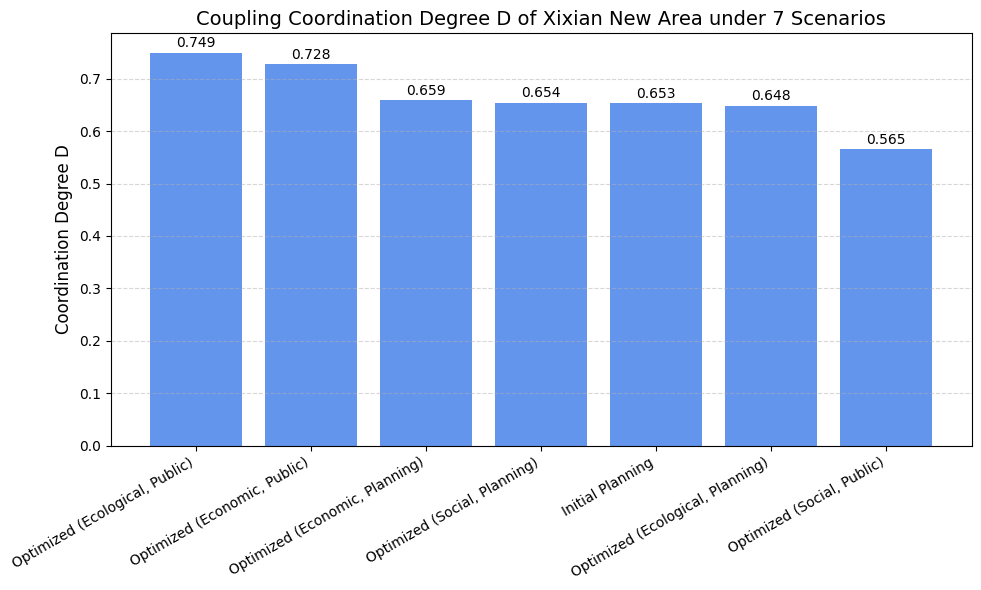 Coupling Coordination Degree D of Xixian New Area under 7 Scenarios
Coordination Degree D
0.7
0.6
0.5
0.4
0.3
0.2
0.1
0.0
0.749
0.728
0.659
0.654
0.653
0.648
0.565
Optimized (Ecological, Public)
Optimized (Economic, Public)
Optimized (Economic, Planning)
Optimized (Social, Planning)
Initial Planning
Optimized (Ecological, Planning)
Optimized (Social, Public)